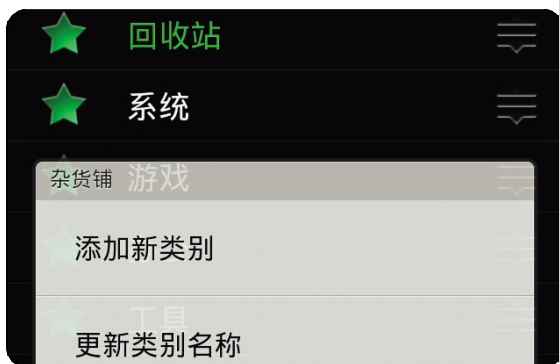 回收站
系统
杂货铺
游戏
添加新类别
工具
更新类别名称